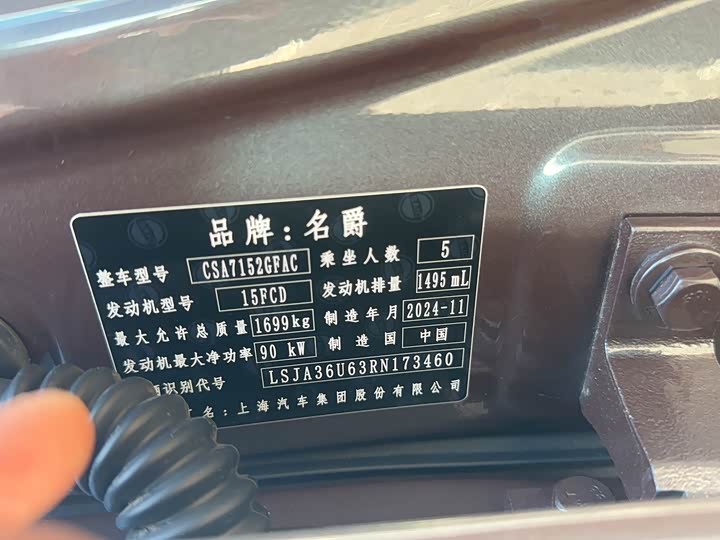 品牌:名爵
整车型号 CSA7152GFAC 乘坐人数 5
发动机型号 15FCD 发动机排量 1495 mL
最大允许总质量 1699kg 制造年月 2024-11
发动机最大净功率 90 kW 制造国 中国
识别代号 LSJA36U63RN173460
名:上海汽车集团股份有限公司